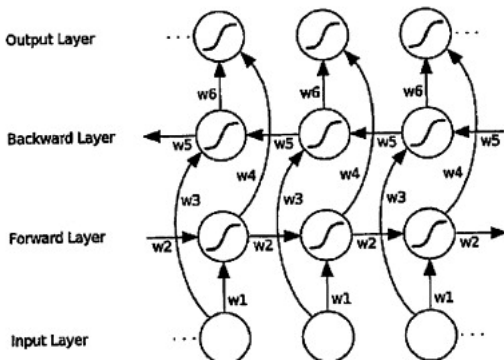 Output Layer
w6 w6 w6
Backward Layer
w5 w5 w5 w5
w3 w4 w3 w4 w3 w4
Forward Layer
w2 w2 w2 w2
w1 w1 w1
Input Layer